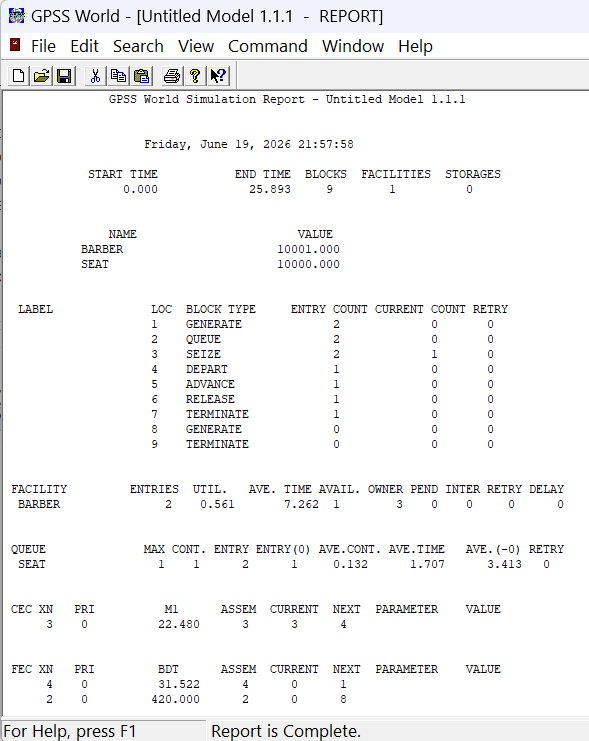 GPSS World - [Untitled Model 1.1.1 - REPORT]
File Edit Search View Command Window Help
GPSS World Simulation Report - Untitled Model 1.1.1
Friday, June 19, 2026 21:57:58
START TIME END TIME BLOCKS FACILITIES STORAGES
0.000 25.893 9 1 0
NAME VALUE
BARBER 10001.000
SEAT 10000.000
LABEL LOC BLOCK TYPE ENTRY COUNT CURRENT COUNT RETRY
1 GENERATE 2 0 0
2 QUEUE 2 0 0
3 SEIZE 2 1 0
4 DEPART 1 0 0
5 ADVANCE 1 0 0
6 RELEASE 1 0 0
7 TERMINATE 1 0 0
8 GENERATE 0 0 0
9 TERMINATE 0 0 0
FACILITY ENTRIES UTIL. AVE. TIME AVAIL. OWNER PEND INTER RETRY DELAY
BARBER 2 0.561 7.262 1 3 0 0 0 0
QUEUE MAX CONT. ENTRY ENTRY(0) AVE.CONT. AVE.TIME AVE.(-0) RETRY
SEAT 1 1 2 1 0.132 1.707 3.413 0
CEC XN PRI M1 ASSEM CURRENT NEXT PARAMETER VALUE
3 0 22.480 3 3 4
FEC XN PRI BDT ASSEM CURRENT NEXT PARAMETER VALUE
4 0 31.522 4 0 1
2 0 420.000 2 0 8
For Help, press F1 Report is Complete.